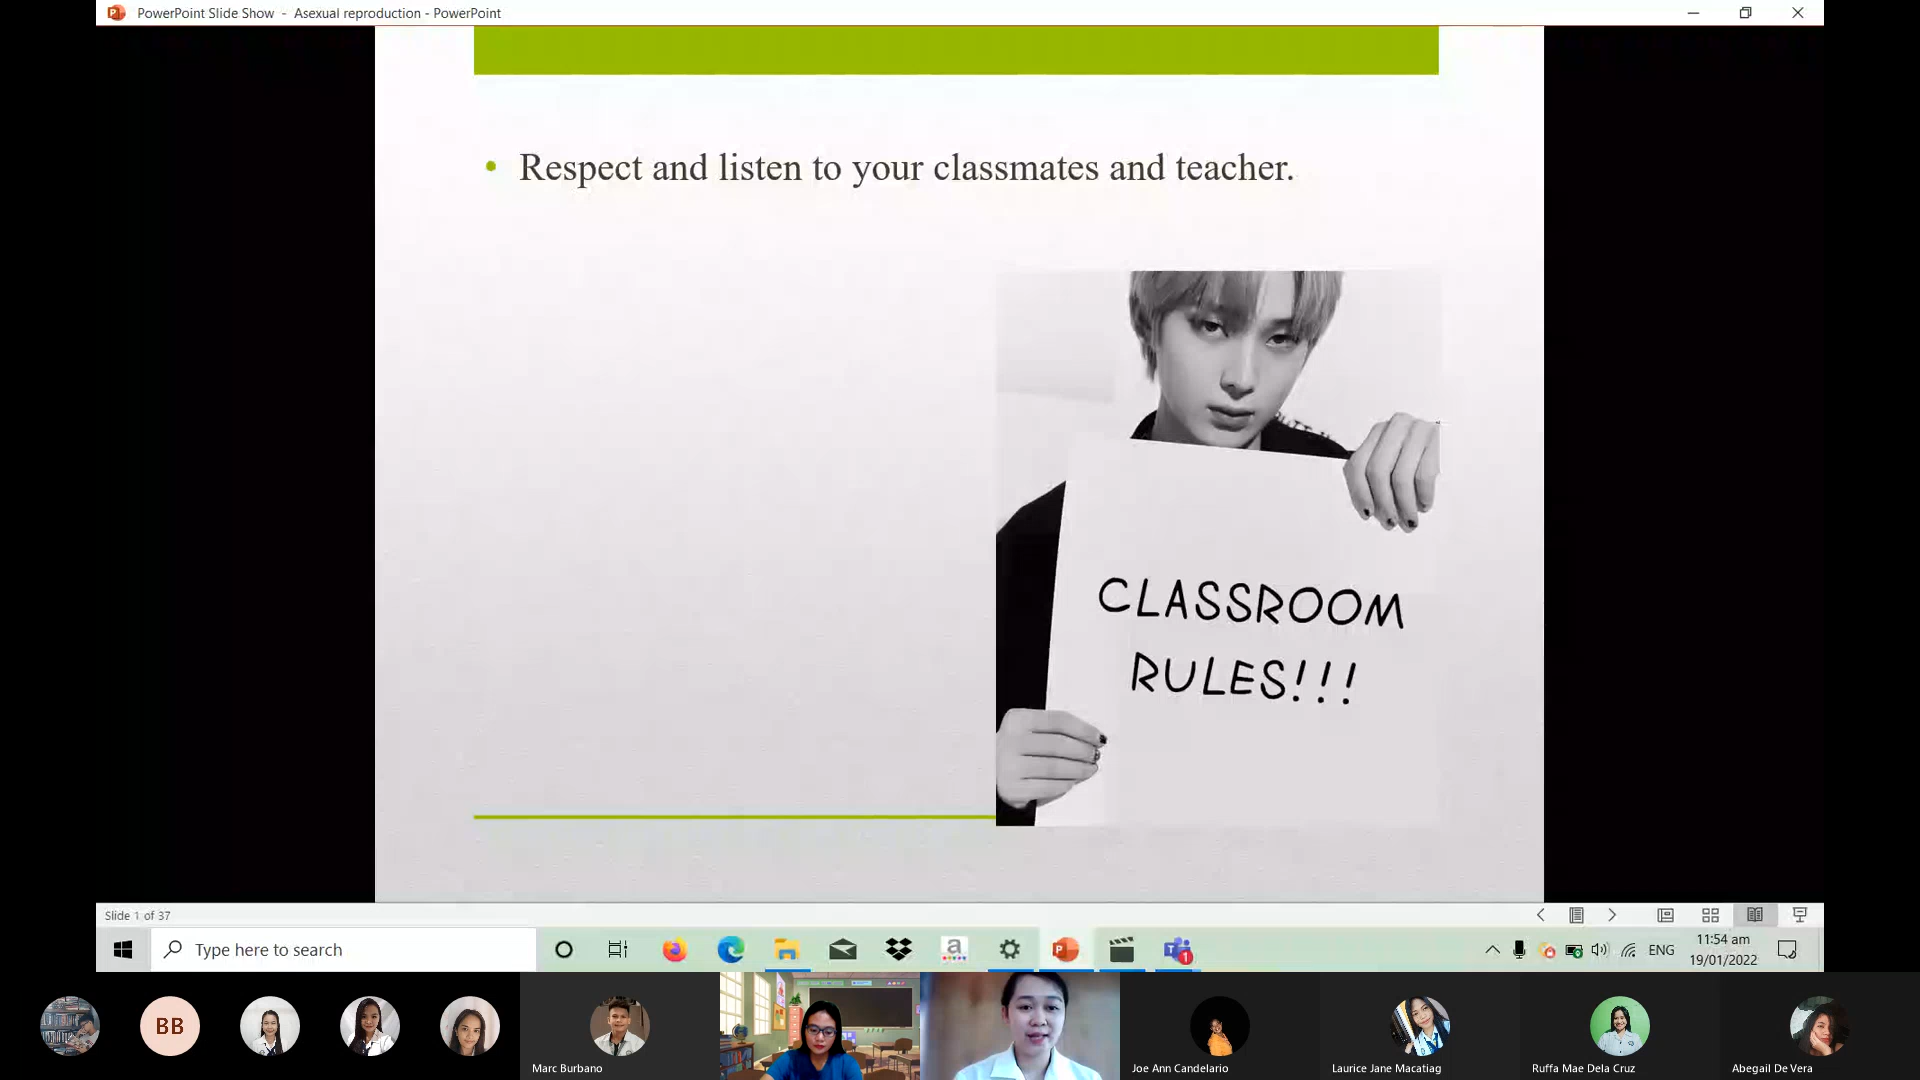 PowerPoint Slide Show - Asexual reproduction - PowerPoint
• Respect and listen to your classmates and teacher.
CLASSROOM
RULES!!!
Slide 1 of 37
Type here to search
a
1
ENG
11:54 am
19/01/2022
BB
Marc Burbano
Joe Ann Candelario
Laurice Jane Macatiag
Ruffa Mae Dela Cruz
Abegail De Vera